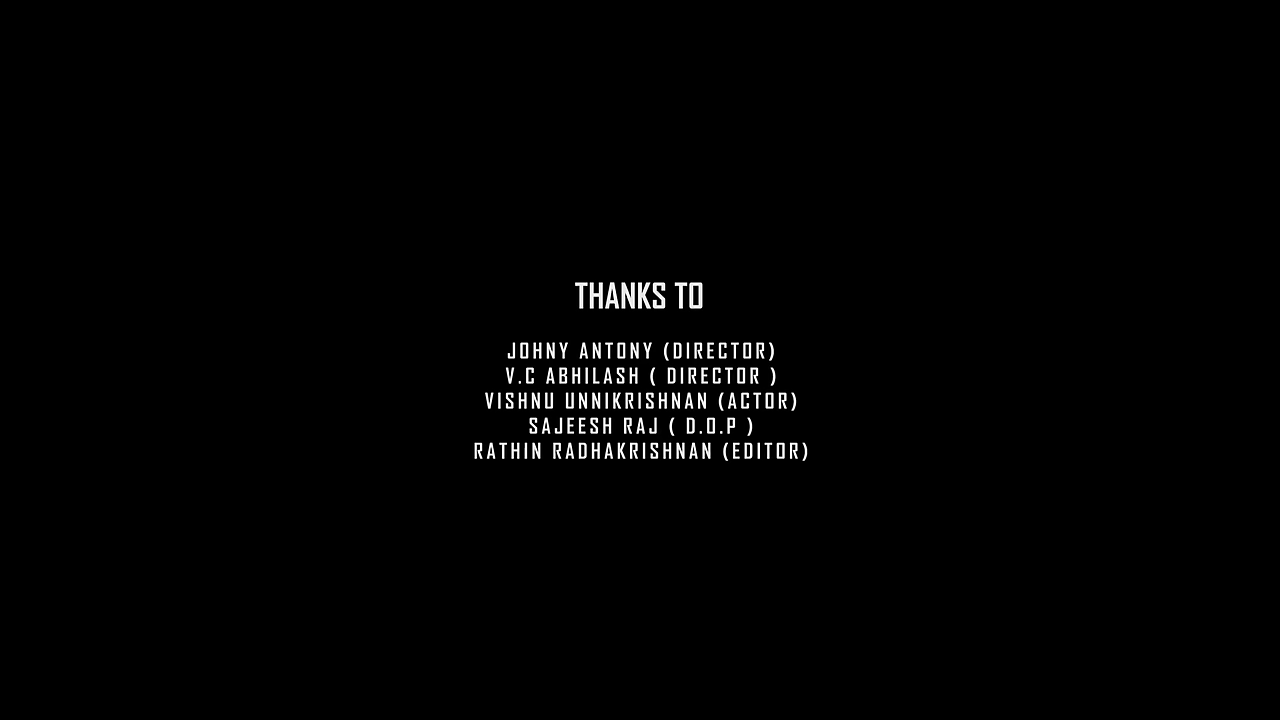 THANKS TO
JOHNY ANTONY (DIRECTOR)
V.C ABHILASH ( DIRECTOR )
VISHNU UNNIKRISHNAN (ACTOR)
SAJEESH RAJ ( D.O.P )
RATHIN RADHAKRISHNAN (EDITOR)